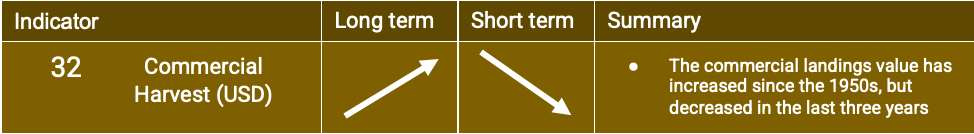 Indicator Long term Short term Summary
32 Commercial Harvest (USD)
• The commercial landings value has
increased since the 1950s, but
decreased in the last three years